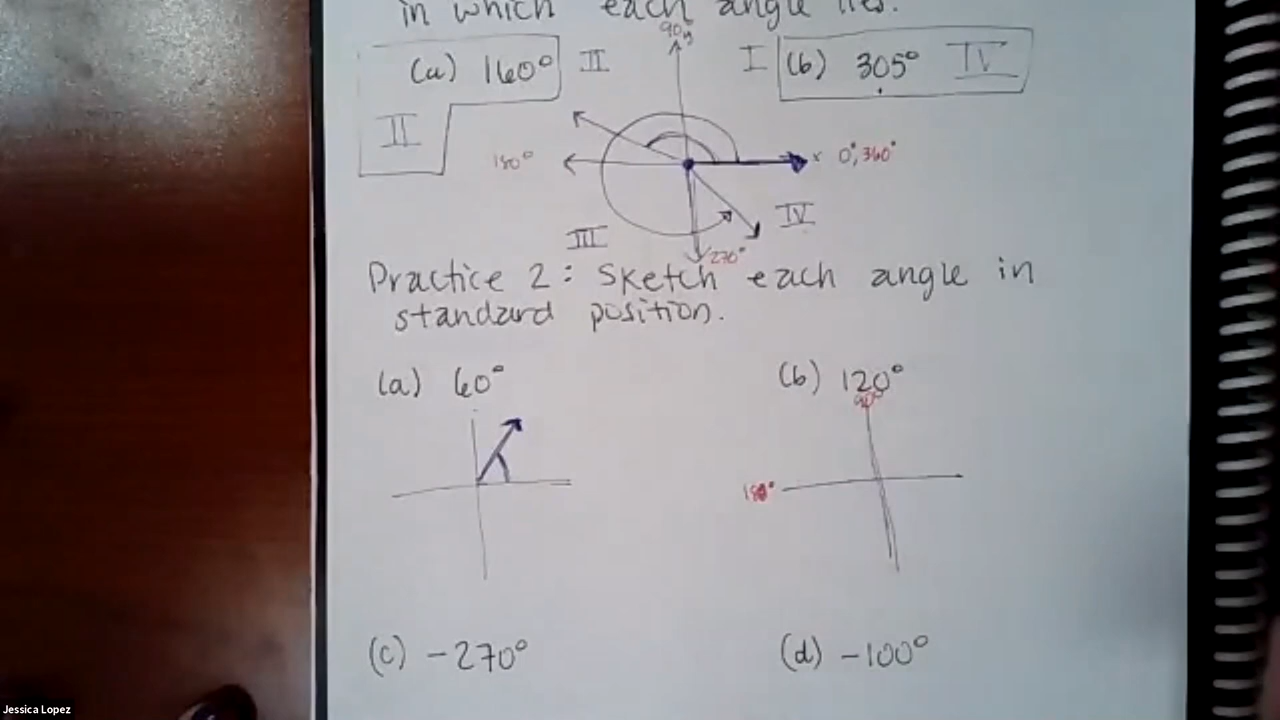 in which each angle lies.
90 y
(a) 160° II I (b) 305° IV
II
180° x 0°, 360°
III IV
270°
Practice 2: Sketch each angle in
standard position.
(a) 60° (b) 120°
90°
180°
(c) -270° (d) -100°
Jessica Lopez